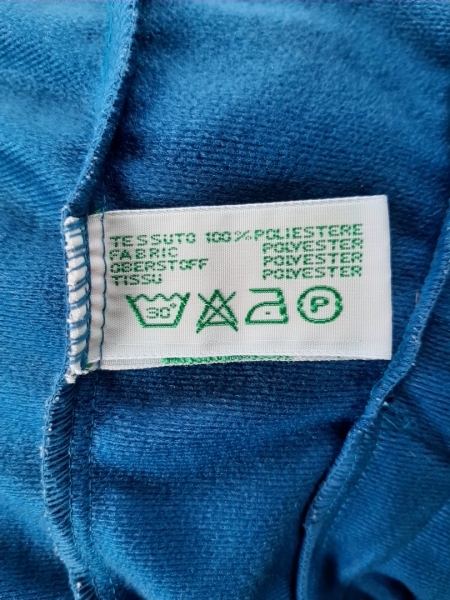 TESSUTO 100% POLIESTERE
FABRIC POLYESTER
OBERSTOFF POLYESTER
TISSU POLYESTER
30° P